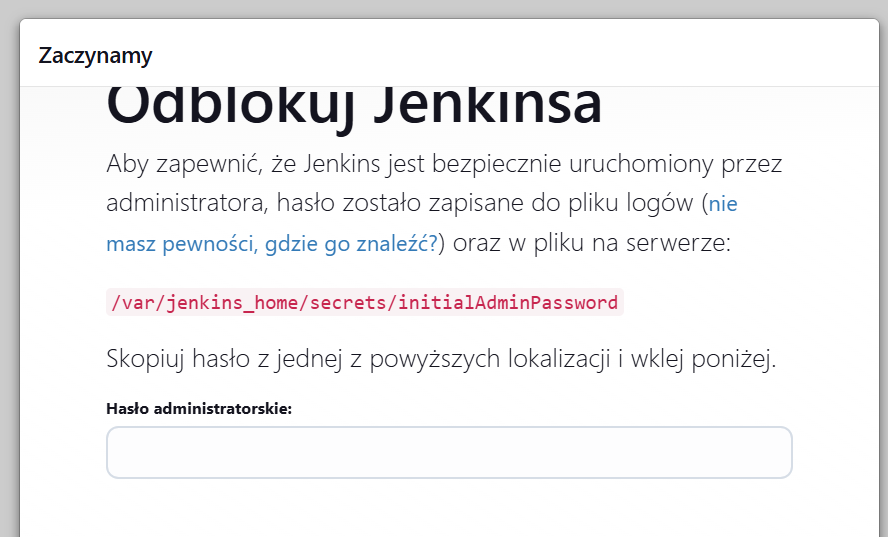 Zaczynamy
Odblokuj Jenkinsa
Aby zapewnić, że Jenkins jest bezpiecznie uruchomiony przez
administratora, hasło zostało zapisane do pliku logów (nie
masz pewności, gdzie go znaleźć?) oraz w pliku na serwerze:
/var/jenkins_home/secrets/initialAdminPassword
Skopiuj hasło z jednej z powyższych lokalizacji i wklej poniżej.
Hasło administratorskie: